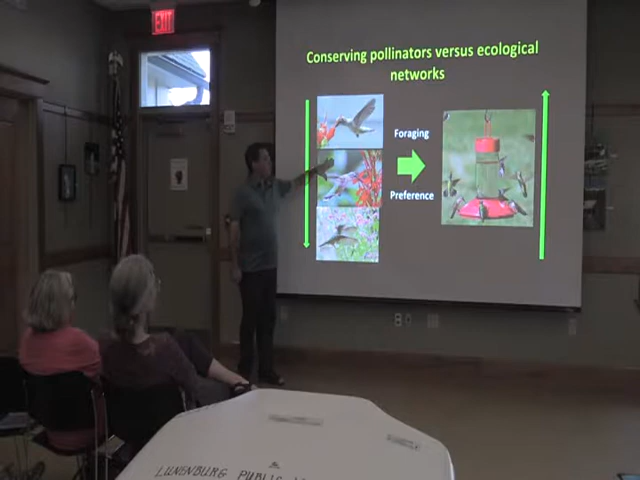 EXIT
Conserving pollinators versus ecological
networks
Foraging
Preference
LUNENBURG PUBLIC